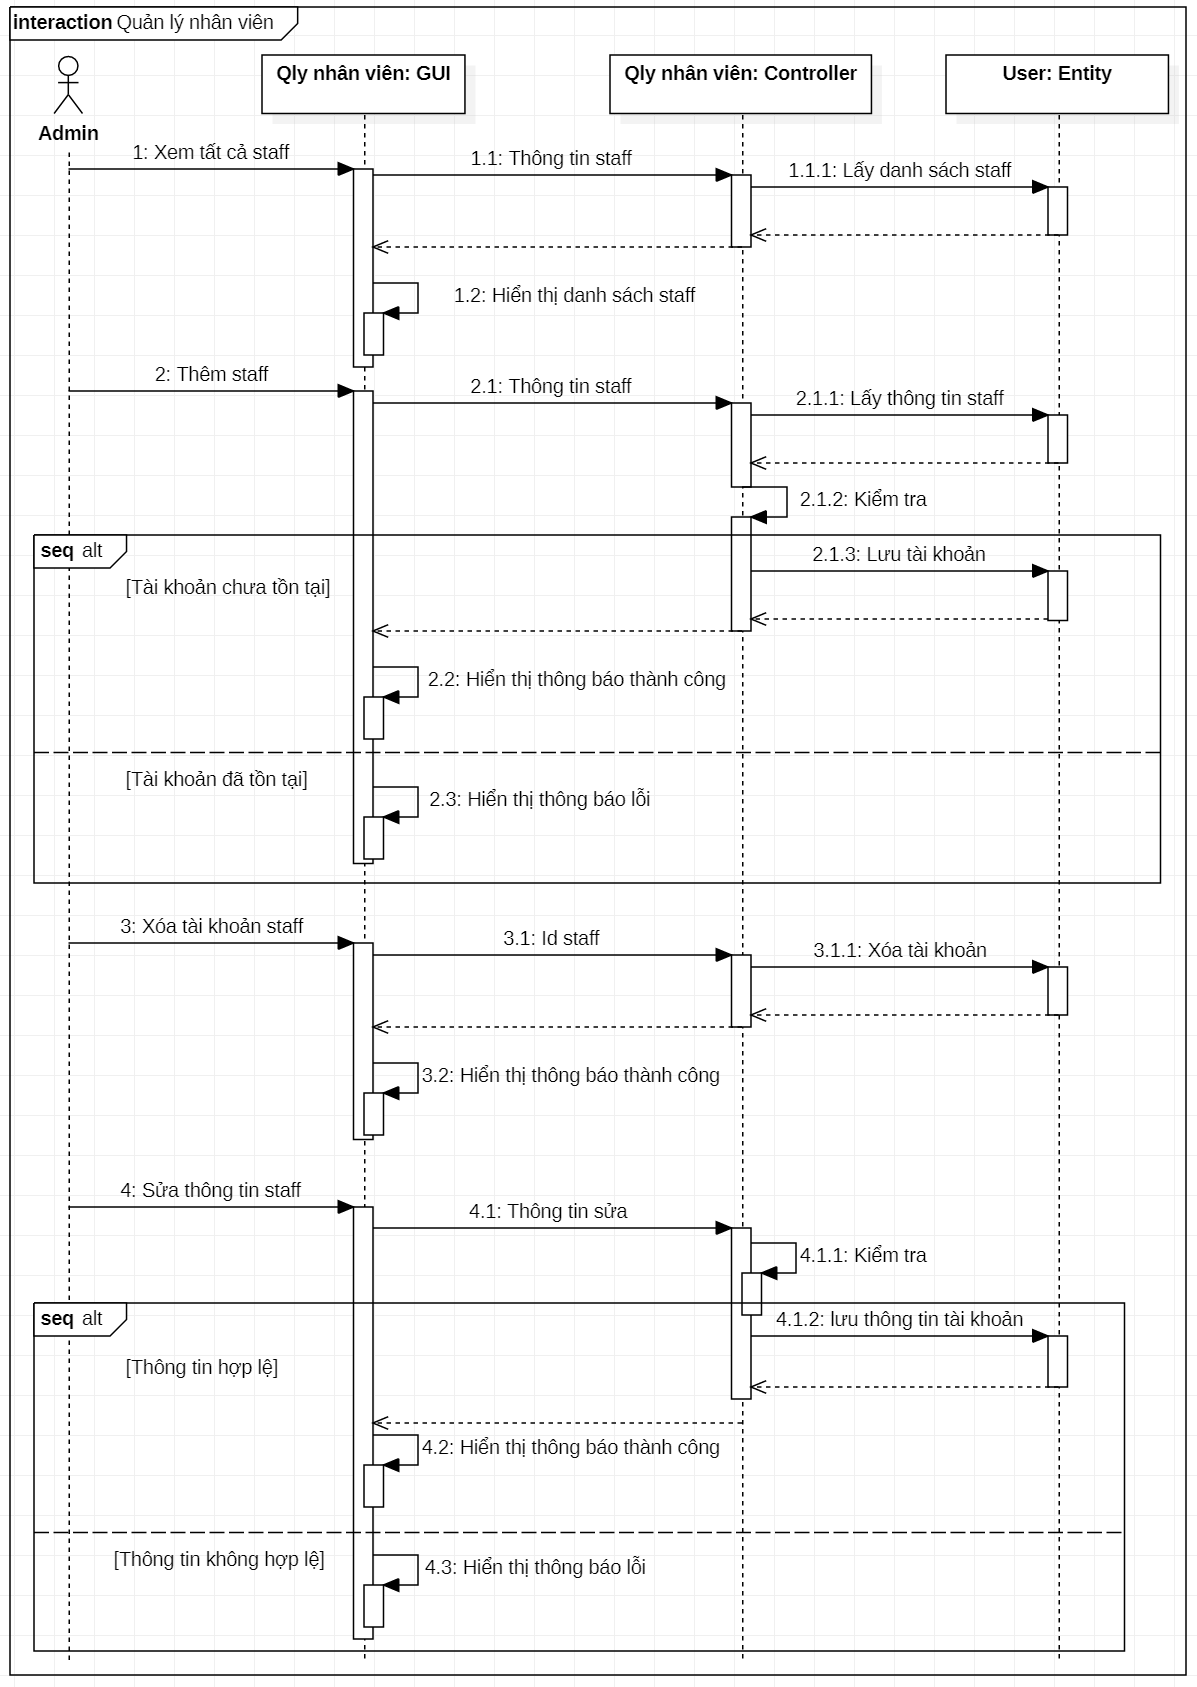 interaction Quản lý nhân viên
Qly nhân viên: GUI
Qly nhân viên: Controller
User: Entity
Admin
1: Xem tất cả staff
1.1: Thông tin staff
1.1.1: Lấy danh sách staff
1.2: Hiển thị danh sách staff
2: Thêm staff
2.1: Thông tin staff
2.1.1: Lấy thông tin staff
2.1.2: Kiểm tra
seq alt
2.1.3: Lưu tài khoản
[Tài khoản chưa tồn tại]
2.2: Hiển thị thông báo thành công
[Tài khoản đã tồn tại]
2.3: Hiển thị thông báo lỗi
3: Xóa tài khoản staff
3.1: Id staff
3.1.1: Xóa tài khoản
3.2: Hiển thị thông báo thành công
4: Sửa thông tin staff
4.1: Thông tin sửa
4.1.1: Kiểm tra
seq alt
4.1.2: lưu thông tin tài khoản
[Thông tin hợp lệ]
4.2: Hiển thị thông báo thành công
[Thông tin không hợp lệ]
4.3: Hiển thị thông báo lỗi